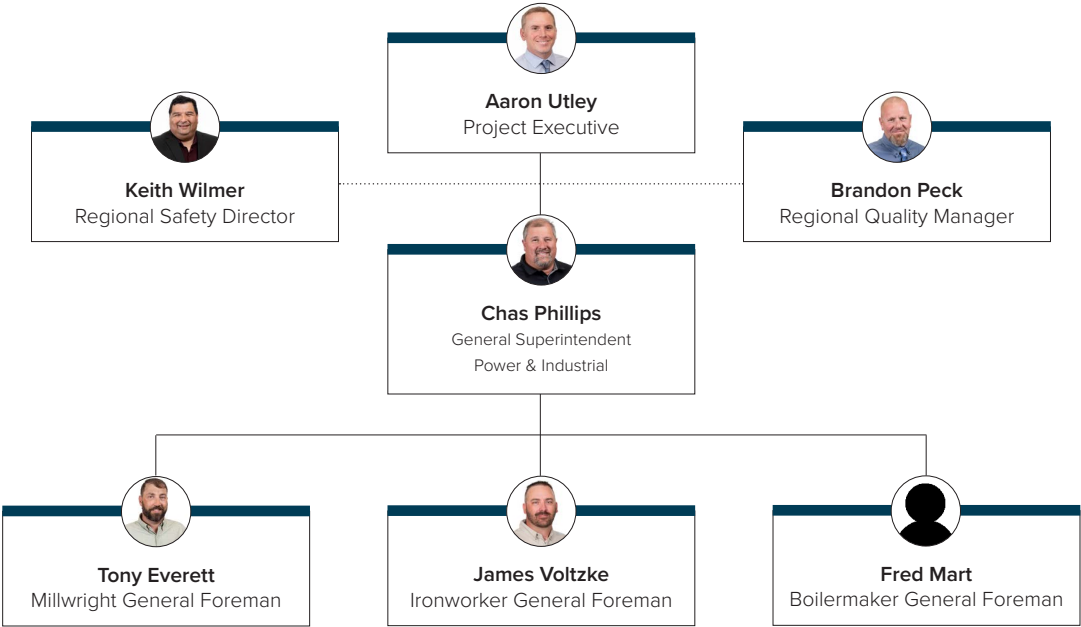 Aaron Utley
Project Executive
Keith Wilmer
Regional Safety Director
Brandon Peck
Regional Quality Manager
Chas Phillips
General Superintendent
Power & Industrial
Tony Everett
Millwright General Foreman
James Voltzke
Ironworker General Foreman
Fred Mart
Boilermaker General Foreman